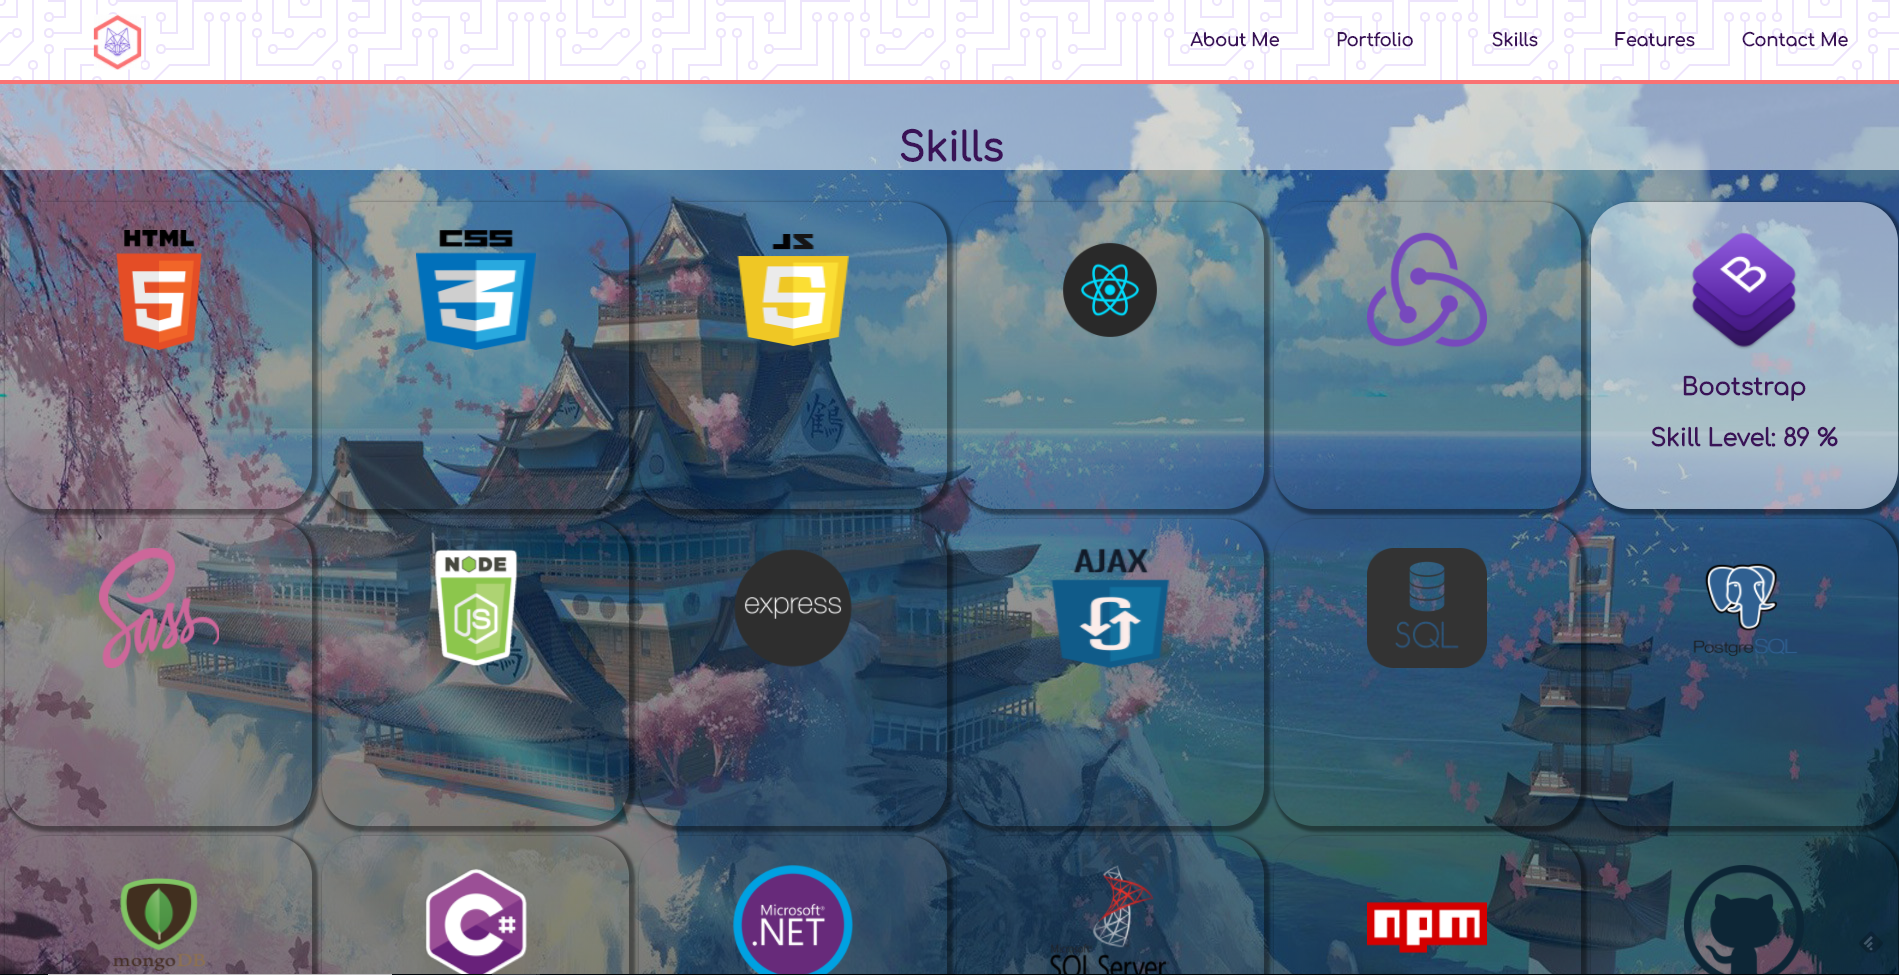 About Me
Portfolio
Skills
Features
Contact Me
Skills
HTML
5
CSS
3
JS
5
B
Bootstrap
Skill Level: 89 %
鶴
Sass
NODE
JS
express
AJAX
SQL
PostgreSQL
mongoDB
C#
Microsoft®
.NET
SQL Server
npm